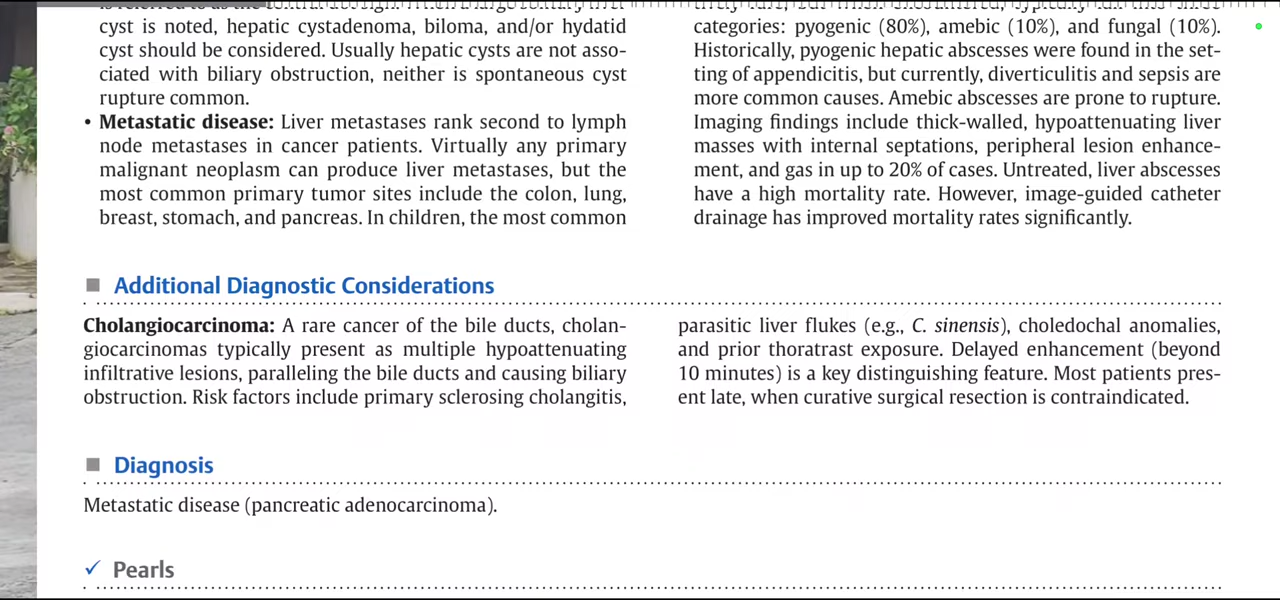 cyst is noted, hepatic cystadenoma, biloma, and/or hydatid
cyst should be considered. Usually hepatic cysts are not asso-
ciated with biliary obstruction, neither is spontaneous cyst
rupture common.
• Metastatic disease: Liver metastases rank second to lymph
node metastases in cancer patients. Virtually any primary
malignant neoplasm can produce liver metastases, but the
most common primary tumor sites include the colon, lung,
breast, stomach, and pancreas. In children, the most common
categories: pyogenic (80%), amebic (10%), and fungal (10%).
Historically, pyogenic hepatic abscesses were found in the set-
ting of appendicitis, but currently, diverticulitis and sepsis are
more common causes. Amebic abscesses are prone to rupture.
Imaging findings include thick-walled, hypoattenuating liver
masses with internal septations, peripheral lesion enhance-
ment, and gas in up to 20% of cases. Untreated, liver abscesses
have a high mortality rate. However, image-guided catheter
drainage has improved mortality rates significantly.
Additional Diagnostic Considerations
Cholangiocarcinoma: A rare cancer of the bile ducts, cholan-
giocarcinomas typically present as multiple hypoattenuating
infiltrative lesions, paralleling the bile ducts and causing biliary
obstruction. Risk factors include primary sclerosing cholangitis,
parasitic liver flukes (e.g., C. sinensis), choledochal anomalies,
and prior thoratrast exposure. Delayed enhancement (beyond
10 minutes) is a key distinguishing feature. Most patients pres-
ent late, when curative surgical resection is contraindicated.
Diagnosis
Metastatic disease (pancreatic adenocarcinoma).
✓ Pearls